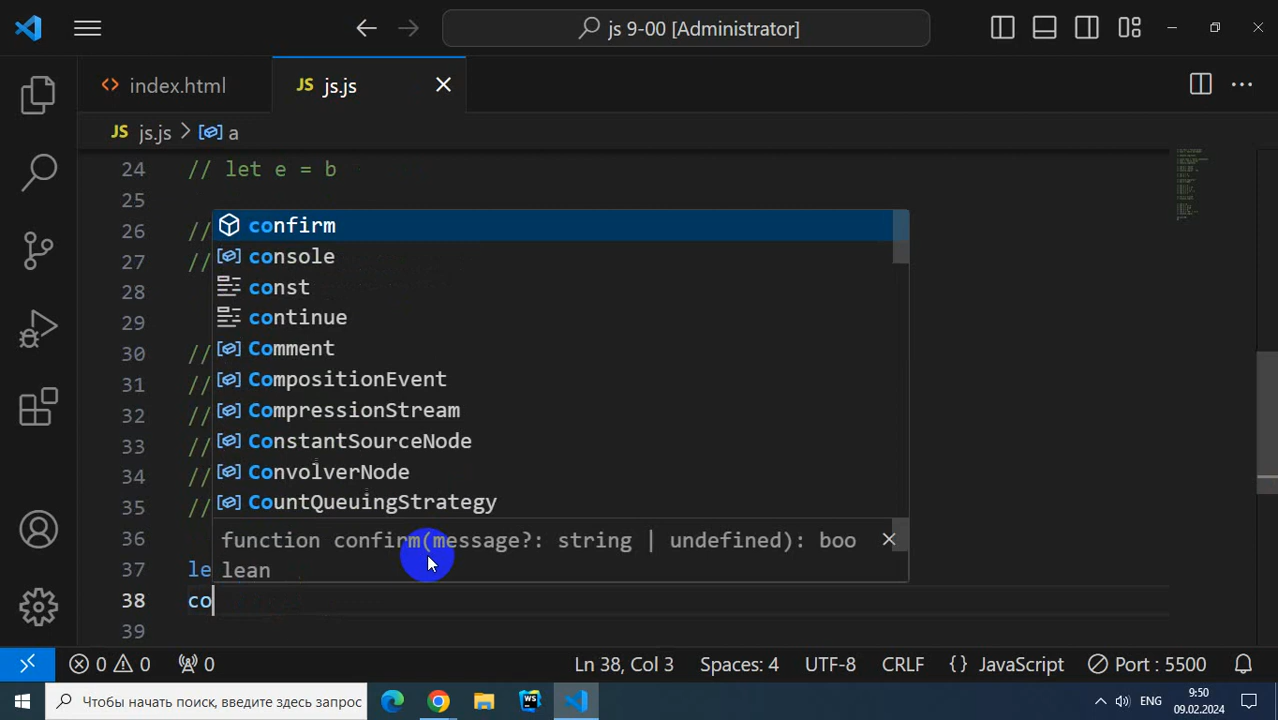 js 9-00 [Administrator]
index.html
JS js.js
JS js.js > a
24 // let e = b
25
26 //
27 //
28
29
30 //
31 //
32 //
33 //
34 //
35 //
36
37 le
38 co
39
confirm
console
const
continue
Comment
CompositionEvent
CompressionStream
ConstantSourceNode
ConvolverNode
CountQueuingStrategy
function confirm(message?: string | undefined): boo
lean
0 0 0 Ln 38, Col 3 Spaces: 4 UTF-8 CRLF {} JavaScript Port : 5500
Чтобы начать поиск, введите здесь запрос WS ENG 9:50
09.02.2024